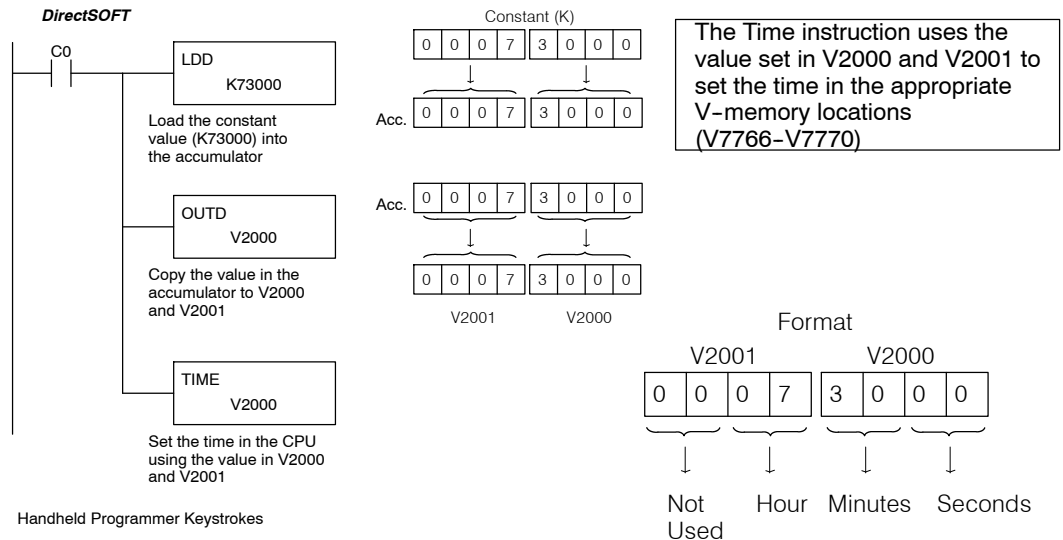 DirectSOFT
C0
LDD
K73000
Load the constant
value (K73000) into
the accumulator
OUTD
V2000
Copy the value in the
accumulator to V2000
and V2001
TIME
V2000
Set the time in the CPU
using the value in V2000
and V2001
Handheld Programmer Keystrokes
Constant (K)
0 0 0 7 3 0 0 0
Acc. 0 0 0 7 3 0 0 0
Acc. 0 0 0 7 3 0 0 0
0 0 0 7 3 0 0 0
V2001 V2000
The Time instruction uses the
value set in V2000 and V2001 to
set the time in the appropriate
V-memory locations
(V7766-V7770)
Format
V2001 V2000
0 0 0 7 3 0 0 0
Not Hour Minutes Seconds
Used